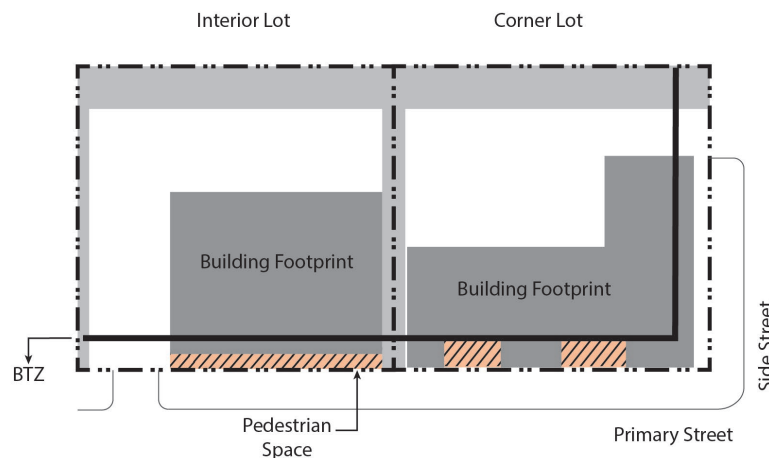 Interior Lot
Corner Lot
Building Footprint
Building Footprint
BTZ
Side Street
Pedestrian
Space
Primary Street